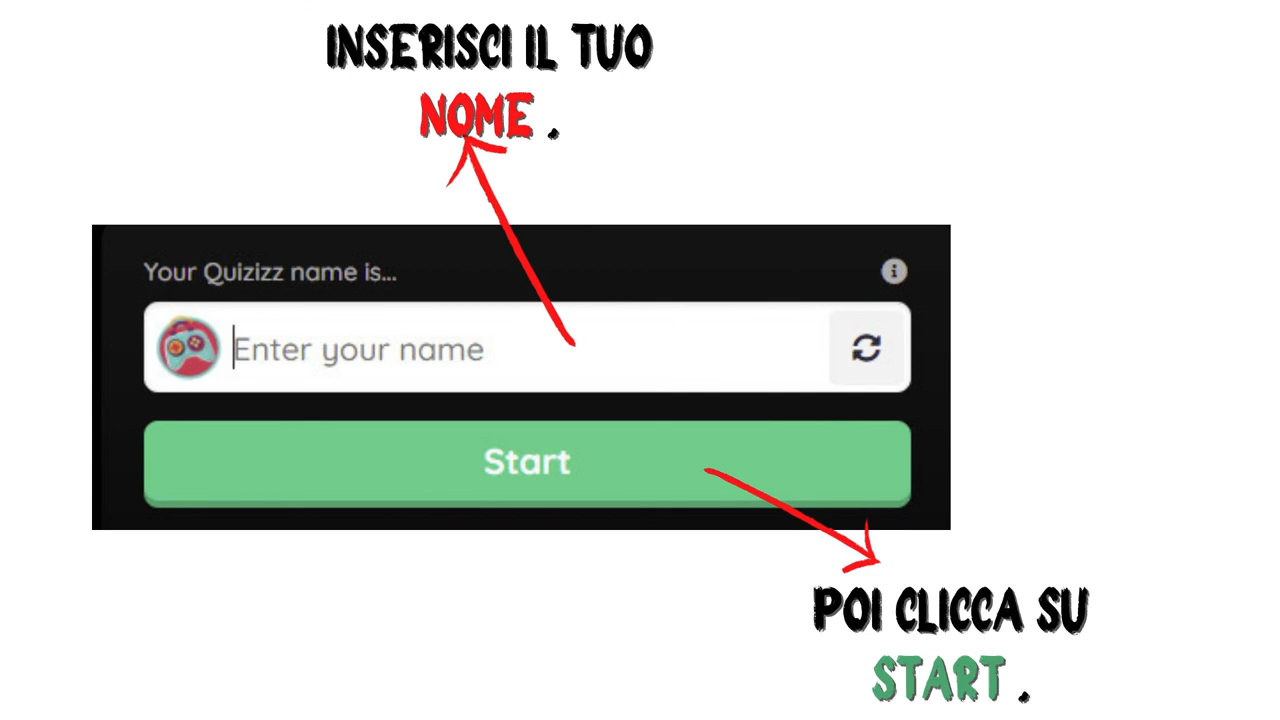 INSERISCI IL TUO
NOME .
Your Quizizz name is...
Enter your name
Start
POI CLICCA SU
START .